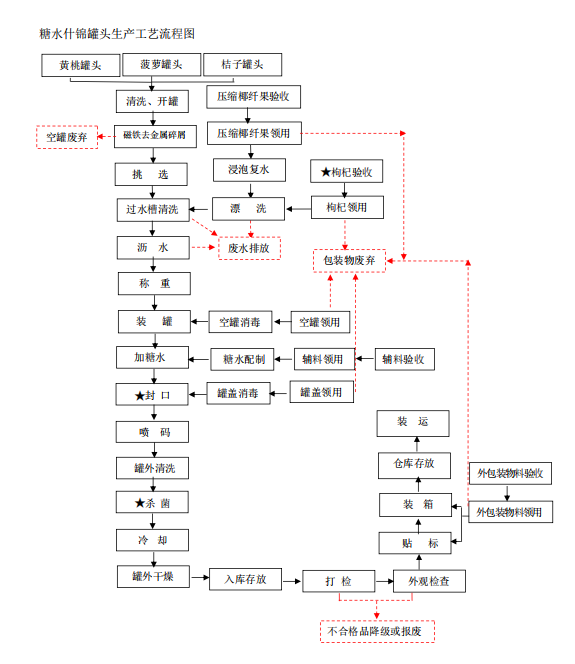 糖水什锦罐头生产工艺流程图
黄桃罐头
菠萝罐头
桔子罐头
清洗、开罐
压缩椰纤果验收
空罐废弃
磁铁去金属碎屑
压缩椰纤果领用
挑 选
浸泡复水
★枸杞验收
过水槽清洗
漂 洗
枸杞领用
沥 水
废水排放
包装物废弃
称 重
装 罐
空罐消毒
空罐领用
加糖水
糖水配制
辅料领用
辅料验收
★封 口
罐盖消毒
罐盖领用
装 运
喷 码
仓库存放
罐外清洗
外包装物料验收
★杀 菌
装 箱
外包装物料领用
冷 却
贴 标
罐外干燥
入库存放
打 检
外观检查
不合格品降级或报废